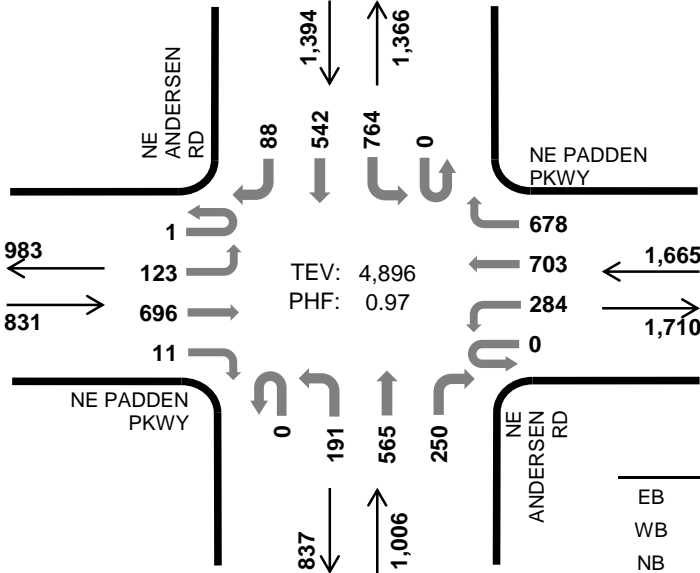 1,394
1,366
NE
ANDERSEN
RD
88
542
764
0
NE PADDEN
PKWY
1
678
983
123
TEV: 4,896
703
1,665
831
696
PHF: 0.97
284
1,710
11
0
NE PADDEN
PKWY
0
191
565
250
NE
ANDERSEN
RD
837
1,006
EB
WB
NB